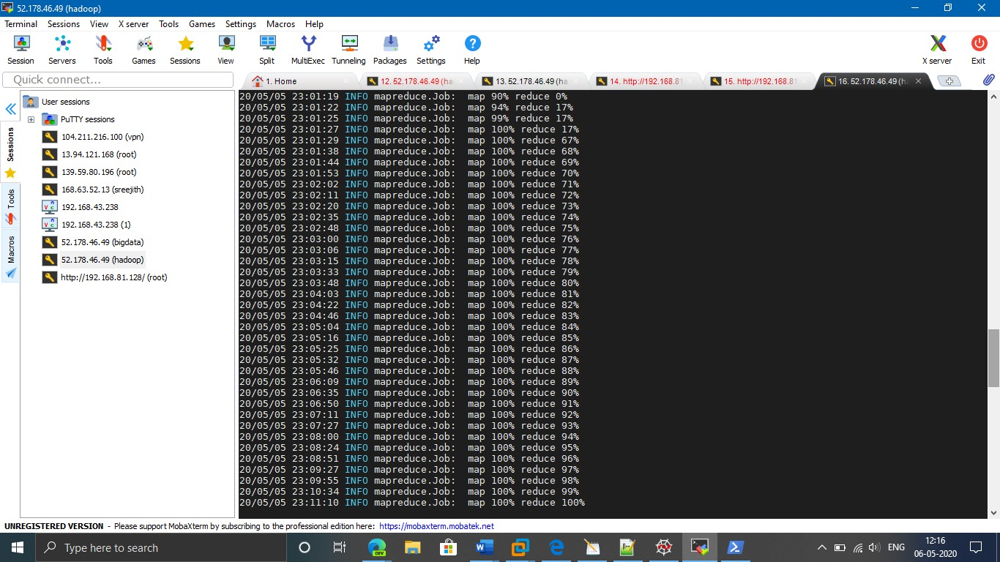 52.178.46.49 (hadoop)
Terminal Sessions View X server Tools Games Settings Macros Help
Session Servers Tools Games Sessions View Split MultiExec Tunneling Packages Settings Help X server Exit
Quick connect...
1. Home
12. 52.178.46.49 (ha
13. 52.178.46.49 (ha
14. http://192.168.81
15. http://192.168.81
16. 52.178.46.49 (h
Sessions
Tools
Macros
User sessions
PuTTY sessions
104.211.216.100 (vpn)
13.94.121.168 (root)
139.59.80.196 (root)
168.63.52.13 (sreejith)
192.168.43.238
192.168.43.238 (1)
52.178.46.49 (bigdata)
52.178.46.49 (hadoop)
http://192.168.81.128/ (root)
20/05/05 23:01:19 INFO mapreduce.Job:  map 90% reduce 0%
20/05/05 23:01:22 INFO mapreduce.Job:  map 94% reduce 17%
20/05/05 23:01:25 INFO mapreduce.Job:  map 99% reduce 17%
20/05/05 23:01:27 INFO mapreduce.Job:  map 100% reduce 17%
20/05/05 23:01:29 INFO mapreduce.Job:  map 100% reduce 67%
20/05/05 23:01:38 INFO mapreduce.Job:  map 100% reduce 68%
20/05/05 23:01:44 INFO mapreduce.Job:  map 100% reduce 69%
20/05/05 23:01:53 INFO mapreduce.Job:  map 100% reduce 70%
20/05/05 23:02:02 INFO mapreduce.Job:  map 100% reduce 71%
20/05/05 23:02:11 INFO mapreduce.Job:  map 100% reduce 72%
20/05/05 23:02:20 INFO mapreduce.Job:  map 100% reduce 73%
20/05/05 23:02:35 INFO mapreduce.Job:  map 100% reduce 74%
20/05/05 23:02:48 INFO mapreduce.Job:  map 100% reduce 75%
20/05/05 23:03:00 INFO mapreduce.Job:  map 100% reduce 76%
20/05/05 23:03:06 INFO mapreduce.Job:  map 100% reduce 77%
20/05/05 23:03:15 INFO mapreduce.Job:  map 100% reduce 78%
20/05/05 23:03:33 INFO mapreduce.Job:  map 100% reduce 79%
20/05/05 23:03:48 INFO mapreduce.Job:  map 100% reduce 80%
20/05/05 23:04:03 INFO mapreduce.Job:  map 100% reduce 81%
20/05/05 23:04:22 INFO mapreduce.Job:  map 100% reduce 82%
20/05/05 23:04:46 INFO mapreduce.Job:  map 100% reduce 83%
20/05/05 23:05:04 INFO mapreduce.Job:  map 100% reduce 84%
20/05/05 23:05:16 INFO mapreduce.Job:  map 100% reduce 85%
20/05/05 23:05:25 INFO mapreduce.Job:  map 100% reduce 86%
20/05/05 23:05:32 INFO mapreduce.Job:  map 100% reduce 87%
20/05/05 23:05:46 INFO mapreduce.Job:  map 100% reduce 88%
20/05/05 23:06:09 INFO mapreduce.Job:  map 100% reduce 89%
20/05/05 23:06:35 INFO mapreduce.Job:  map 100% reduce 90%
20/05/05 23:06:50 INFO mapreduce.Job:  map 100% reduce 91%
20/05/05 23:07:11 INFO mapreduce.Job:  map 100% reduce 92%
20/05/05 23:07:27 INFO mapreduce.Job:  map 100% reduce 93%
20/05/05 23:08:00 INFO mapreduce.Job:  map 100% reduce 94%
20/05/05 23:08:24 INFO mapreduce.Job:  map 100% reduce 95%
20/05/05 23:08:51 INFO mapreduce.Job:  map 100% reduce 96%
20/05/05 23:09:27 INFO mapreduce.Job:  map 100% reduce 97%
20/05/05 23:09:55 INFO mapreduce.Job:  map 100% reduce 98%
20/05/05 23:10:34 INFO mapreduce.Job:  map 100% reduce 99%
20/05/05 23:11:10 INFO mapreduce.Job:  map 100% reduce 100%
UNREGISTERED VERSION - Please support MobaXterm by subscribing to the professional edition here: https://mobaxterm.mobatek.net
Type here to search
DEV
ENG
12:16
06-05-2020